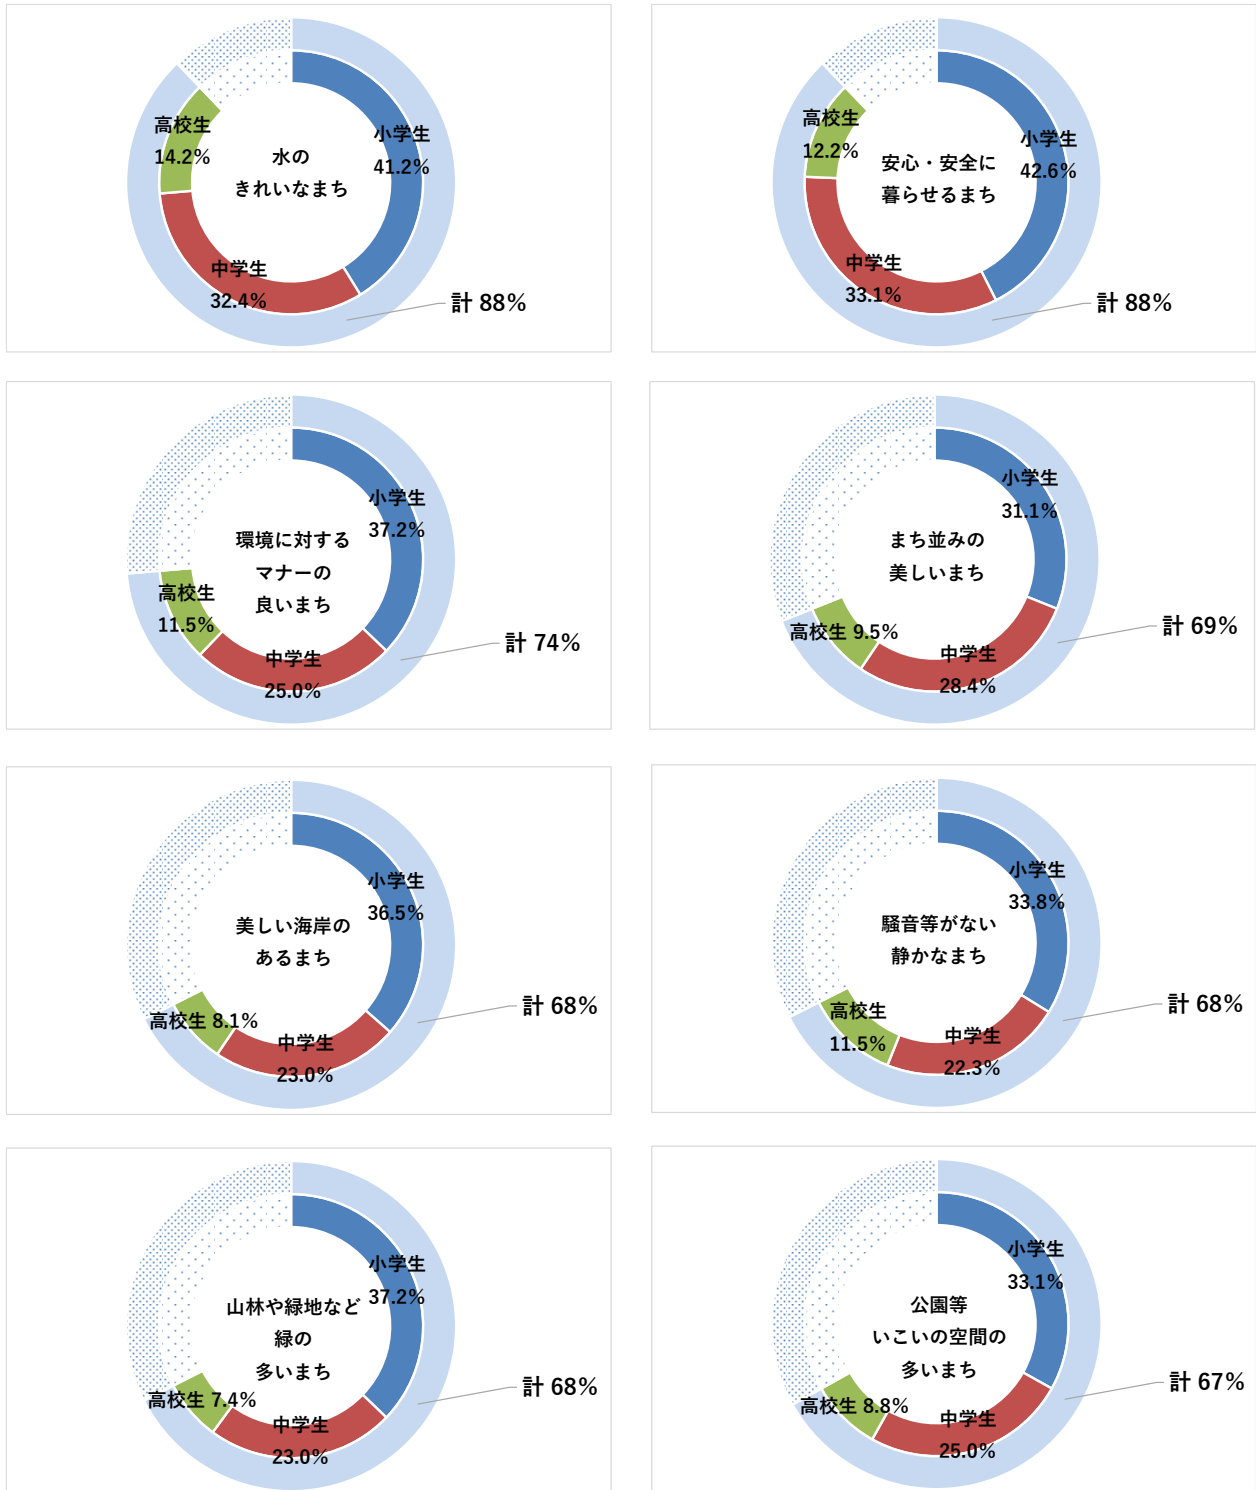 高校生
14.2%
水の
きれいなまち
小学生
41.2%
中学生
32.4%
計 88%
高校生
12.2%
安心・安全に
暮らせるまち
小学生
42.6%
中学生
33.1%
計 88%
環境に対する
マナーの
良いまち
小学生
37.2%
高校生
11.5%
中学生
25.0%
計 74%
まち並みの
美しいまち
小学生
31.1%
高校生 9.5%
中学生
28.4%
計 69%
美しい海岸の
あるまち
小学生
36.5%
高校生 8.1%
中学生
23.0%
計 68%
騒音等がない
静かなまち
小学生
33.8%
高校生
11.5%
中学生
22.3%
計 68%
山林や緑地など
緑の
多いまち
小学生
37.2%
高校生 7.4%
中学生
23.0%
計 68%
公園等
いこいの空間の
多いまち
小学生
33.1%
高校生 8.8%
中学生
25.0%
計 67%